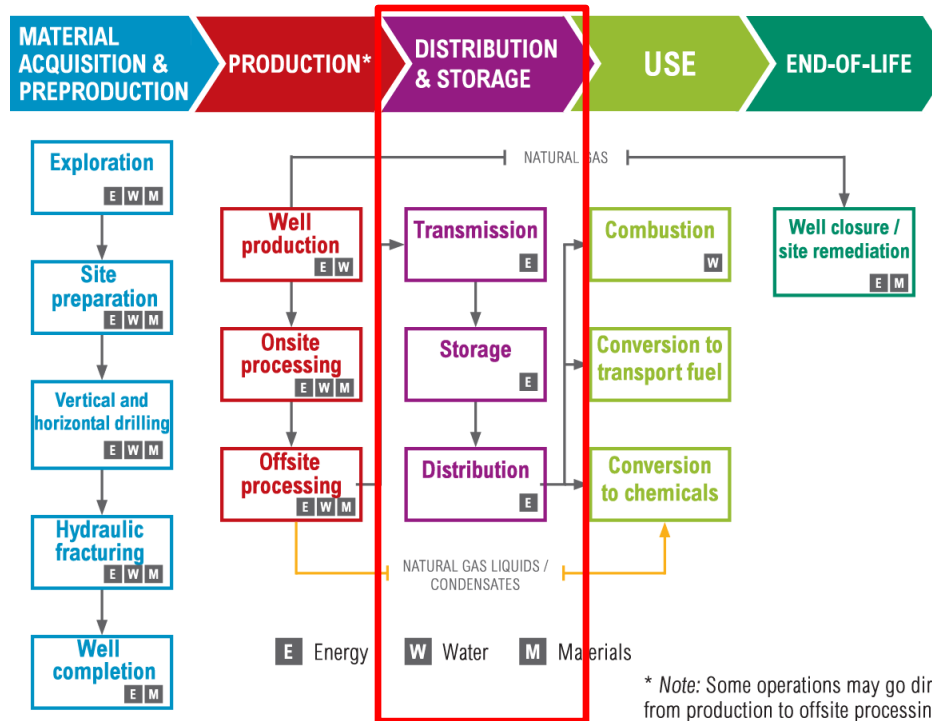 MATERIAL
ACQUISITION &
PREPRODUCTION
PRODUCTION*
DISTRIBUTION
& STORAGE
USE
END-OF-LIFE
NATURAL GAS
Exploration
E W M
Site
preparation
E W M
Vertical and
horizontal drilling
E W M
Hydraulic
fracturing
E W M
Well
completion
E M
Well
production
E W
Onsite
processing
E W M
Offsite
processing
E W M
Transmission
E
Storage
E
Distribution
E
Combustion
W
Conversion to
transport fuel
Conversion
to chemicals
Well closure /
site remediation
E M
NATURAL GAS LIQUIDS /
CONDENSATES
E Energy W Water M Materials
* Note: Some operations may go dir
from production to offsite processin